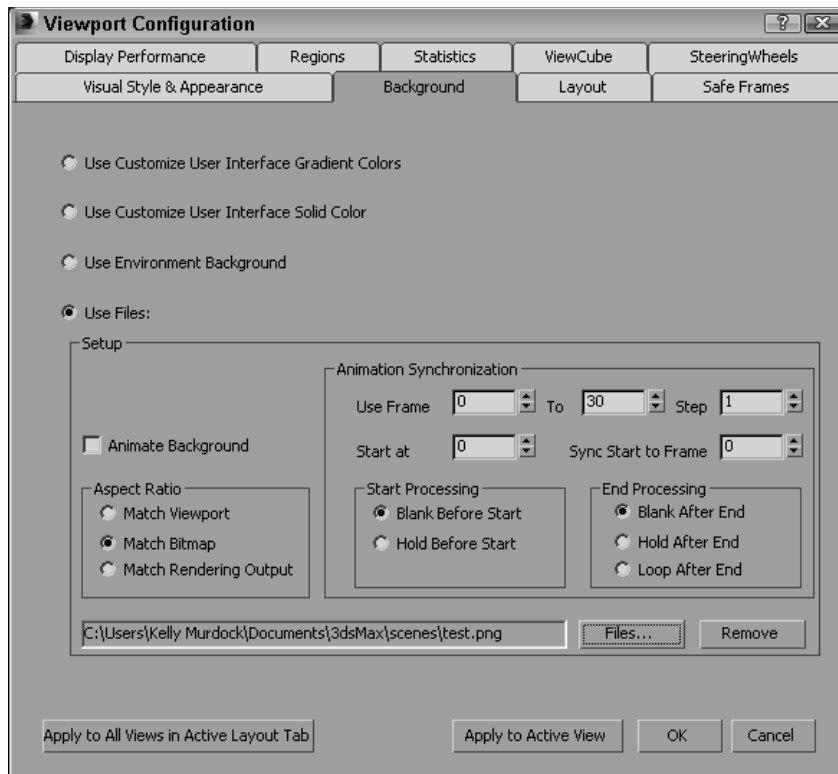 Viewport Configuration
Display Performance Regions Statistics ViewCube SteeringWheels
Visual Style & Appearance Background Layout Safe Frames
Use Customize User Interface Gradient Colors
Use Customize User Interface Solid Color
Use Environment Background
Use Files:
Setup
Animation Synchronization
Use Frame 0 To 30 Step 1
Animate Background
Start at 0 Sync Start to Frame 0
Aspect Ratio
Match Viewport
Match Bitmap
Match Rendering Output
Start Processing
Blank Before Start
Hold Before Start
End Processing
Blank After End
Hold After End
Loop After End
C:\Users\Kelly Murdock\Documents\3dsMax\scenes\test.png Files... Remove
Apply to All Views in Active Layout Tab Apply to Active View OK Cancel